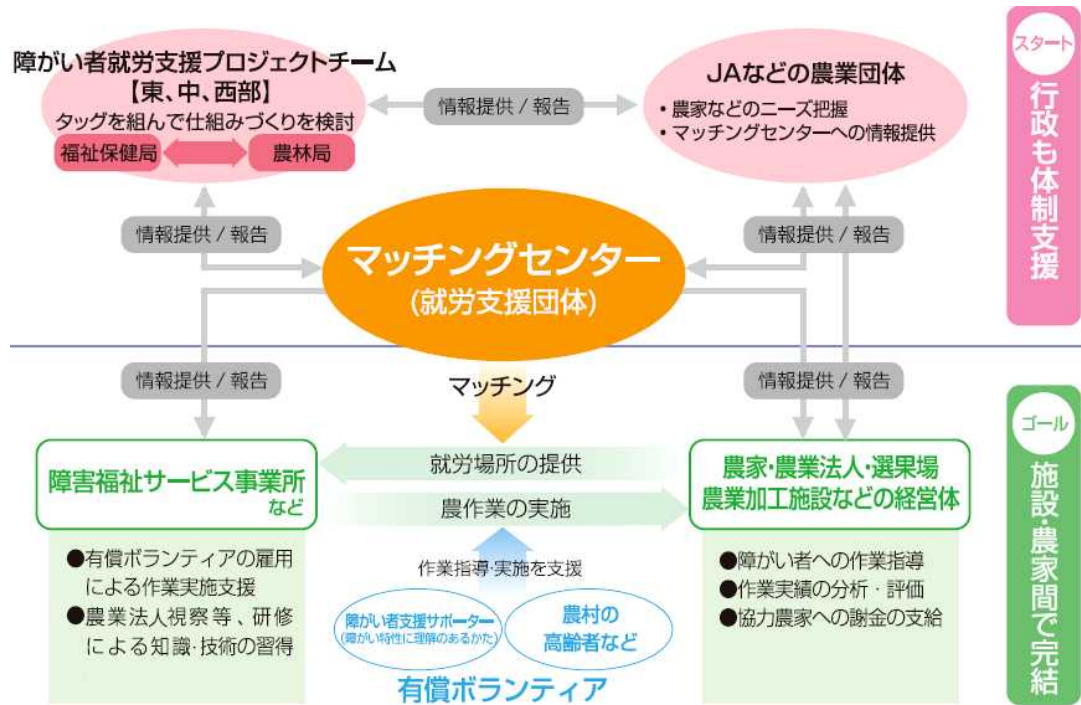 障がい者就労支援プロジェクトチーム
【東、中、西部】
タッグを組んで仕組みづくりを検討
福祉保健局
農林局
情報提供 / 報告
JAなどの農業団体
・農家などのニーズ把握
・マッチングセンターへの情報提供
スタート
行政も体制支援
情報提供 / 報告
マッチングセンター
(就労支援団体)
情報提供 / 報告
情報提供 / 報告
マッチング
情報提供 / 報告
障害福祉サービス事業所
など
就労場所の提供
農作業の実施
農家・農業法人・選果場
農業加工施設などの経営体
●有償ボランティアの雇用
による作業実施支援
●農業法人視察等、研修
による知識・技術の習得
作業指導・実施を支援
障がい者支援サポーター
(障がい特性に理解のあるかた)
農村の
高齢者など
有償ボランティア
●障がい者への作業指導
●作業実績の分析・評価
●協力農家への謝金の支給
ゴール
施設・農家間で完結